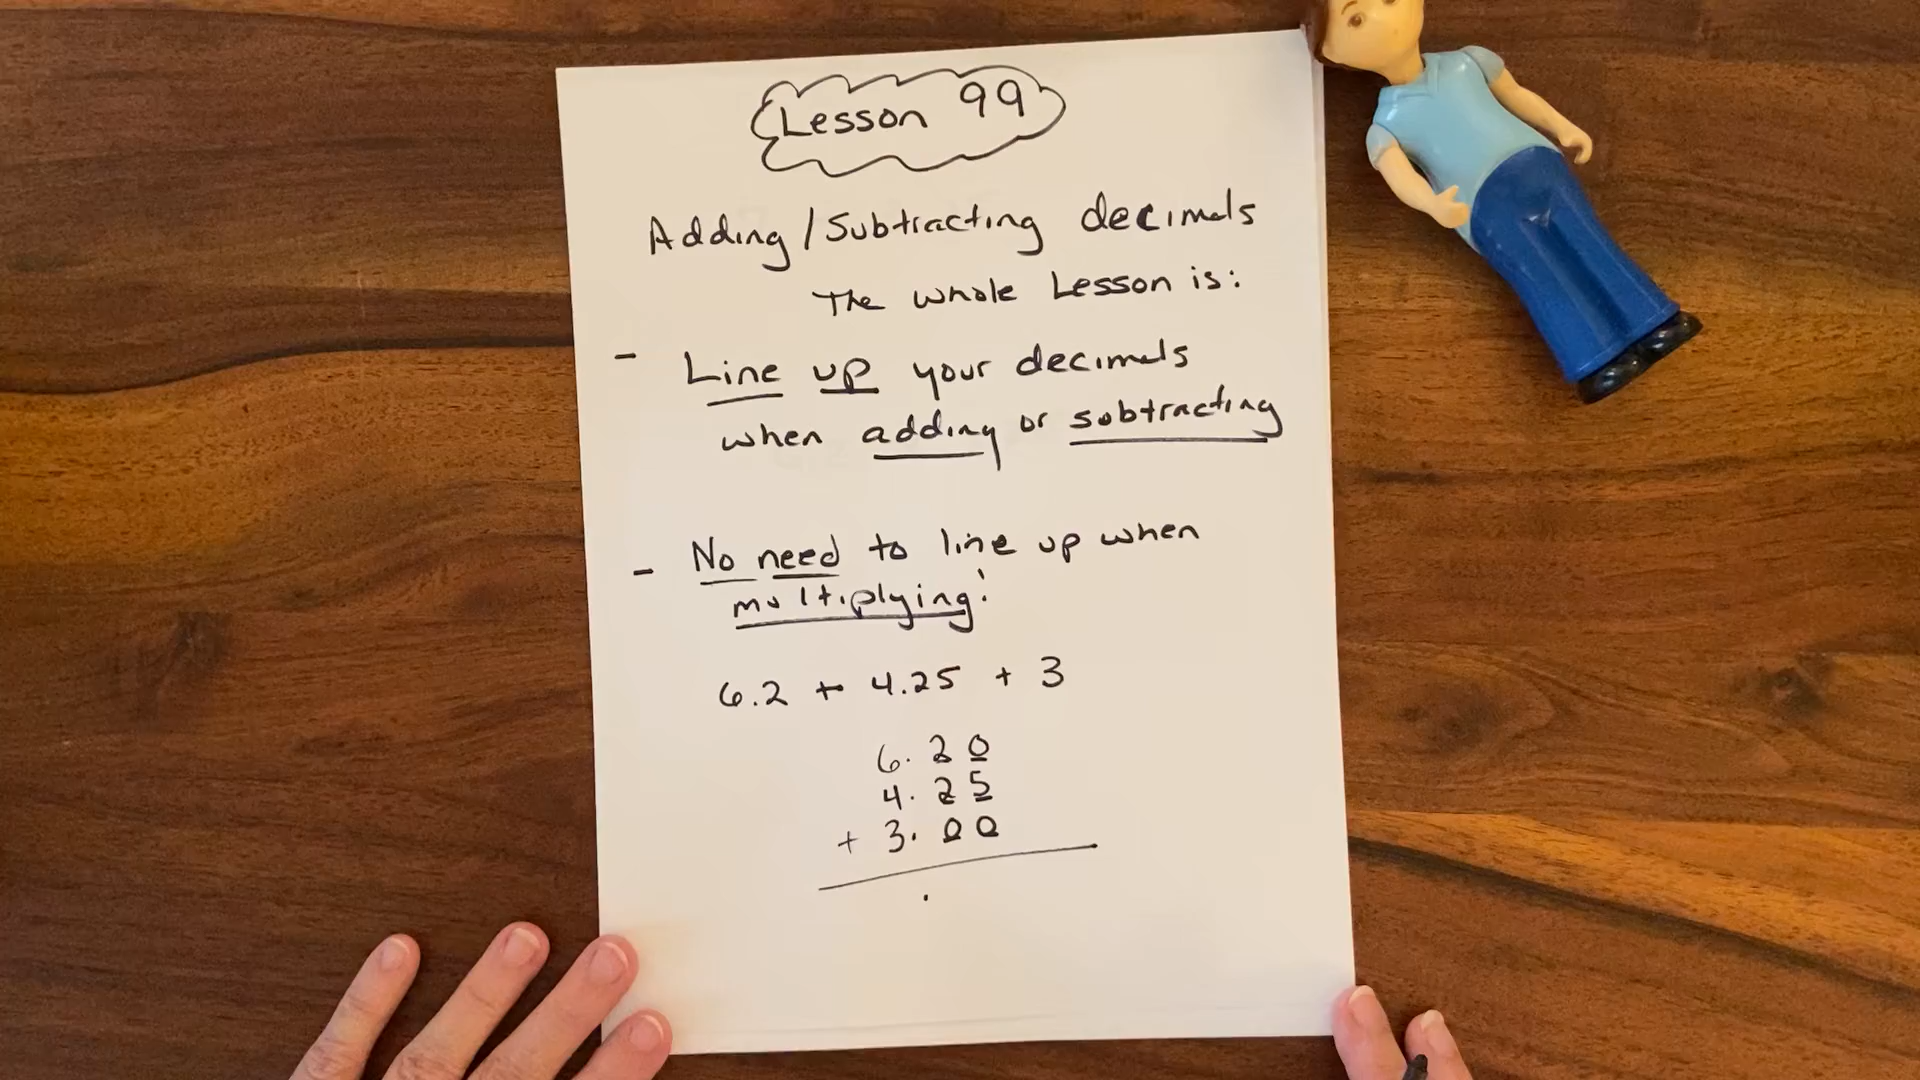 Lesson 99
Adding/Subtracting decimals
The whole Lesson is:
- Line up your decimals
when adding or subtracting
- No need to line up when
multiplying!
6.2 + 4.25 + 3
6.20
4.25
+ 3.00
.